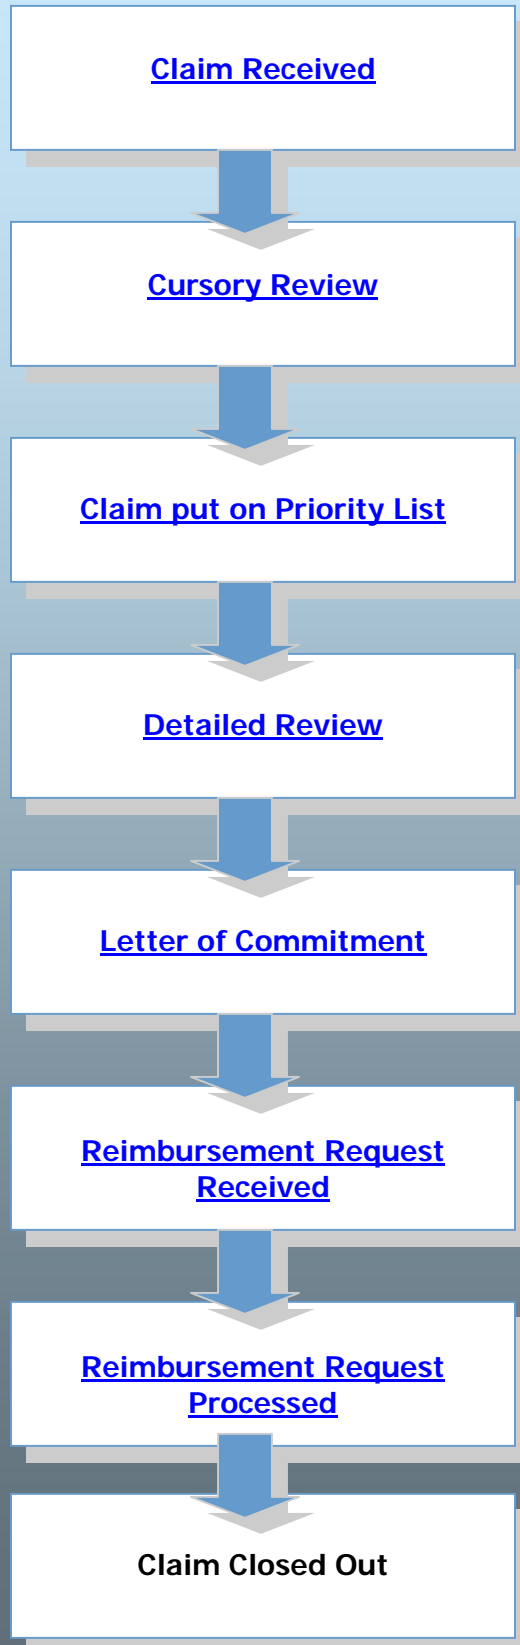 Claim Received
Cursory Review
Claim put on Priority List
Detailed Review
Letter of Commitment
Reimbursement Request
Received
Reimbursement Request
Processed
Claim Closed Out